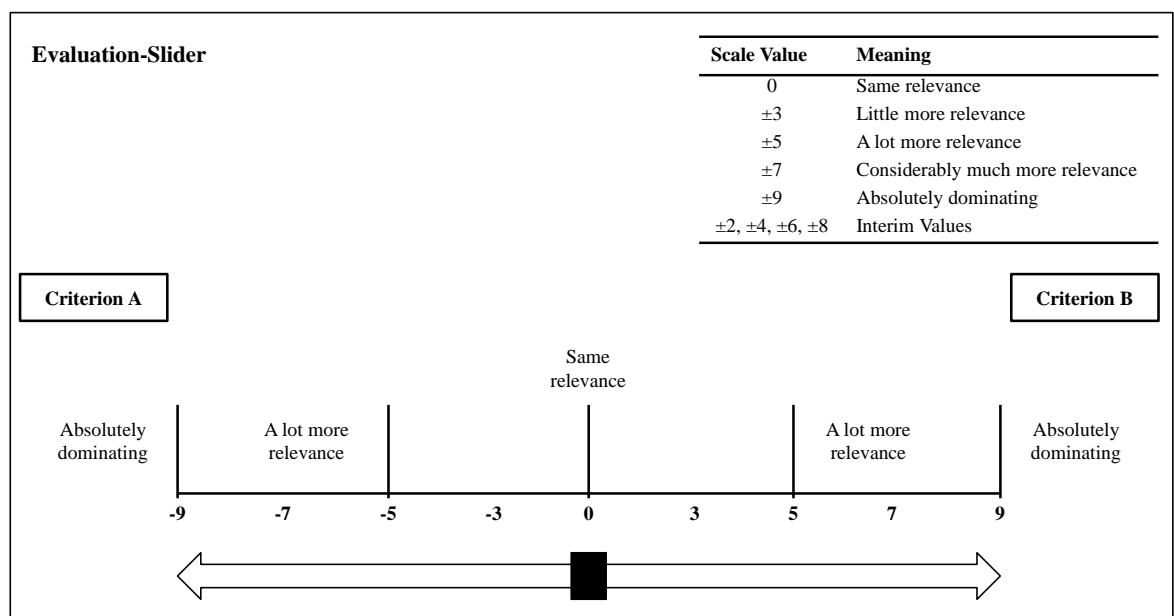 Evaluation-Slider
Scale Value Meaning
0 Same relevance
±3 Little more relevance
±5 A lot more relevance
±7 Considerably much more relevance
±9 Absolutely dominating
±2, ±4, ±6, ±8 Interim Values
Criterion A
Criterion B
Same
relevance
Absolutely
dominating
A lot more
relevance
A lot more
relevance
Absolutely
dominating
-9 -7 -5 -3 0 3 5 7 9